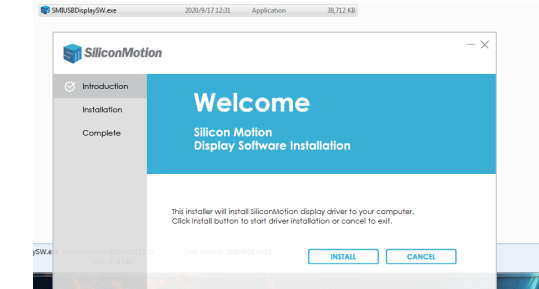 SMIUSBDisplaySW.exe 2020/9/17 12:31 Application 38,712 KB
SiliconMotion
Introduction
Installation
Complete
Welcome
Silicon Motion
Display Software Installation
This installer will install SiliconMotion display driver to your computer.
Click Install button to start driver installation or cancel to exit.
ySW.exe
INSTALL CANCEL